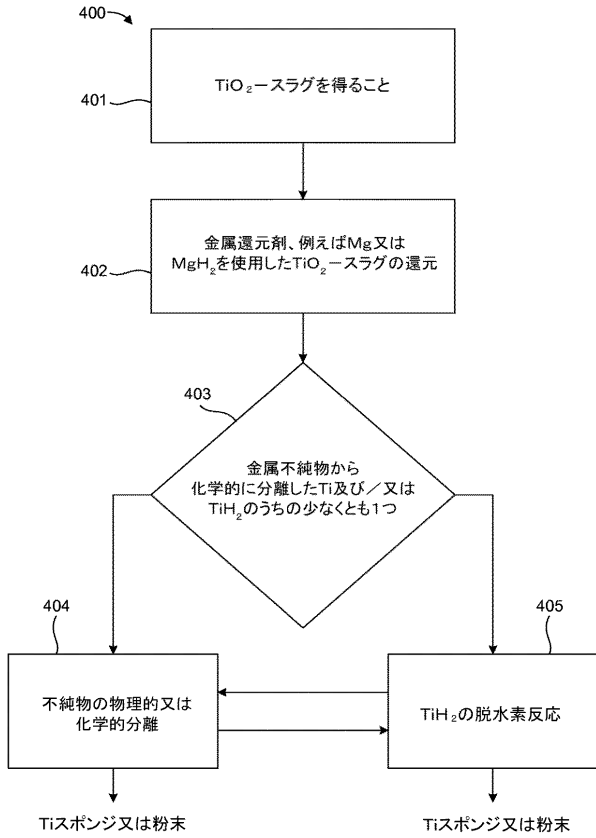 400
TiO₂ースラグを得ること
401
金属還元剤、例えばMg又は
MgH₂を使用したTiO₂ースラグの還元
402
403
金属不純物から
化学的に分離したTi及び／又は
TiH₂のうちの少なくとも1つ
404
405
不純物の物理的又は
化学的分離
TiH₂の脱水素反応
Tiスポンジ又は粉末
Tiスポンジ又は粉末